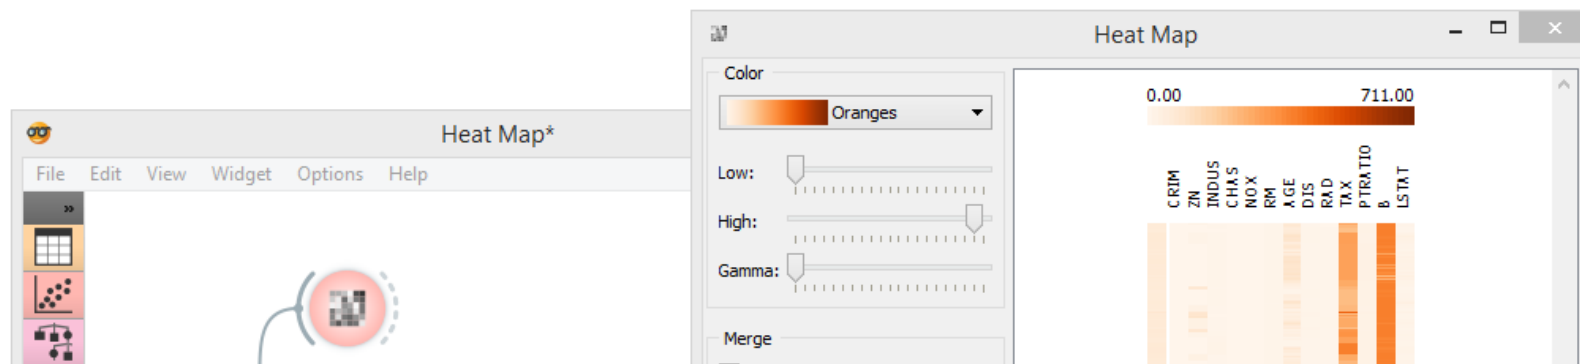 Heat Map
Color
Oranges
Low:
High:
Gamma:
Merge
0.00 711.00
CRIM
ZN
INDUS
CHAS
NOX
RM
AGE
DIS
RAD
TAX
PTRATIO
B
LSTAT
Heat Map*
File Edit View Widget Options Help
»